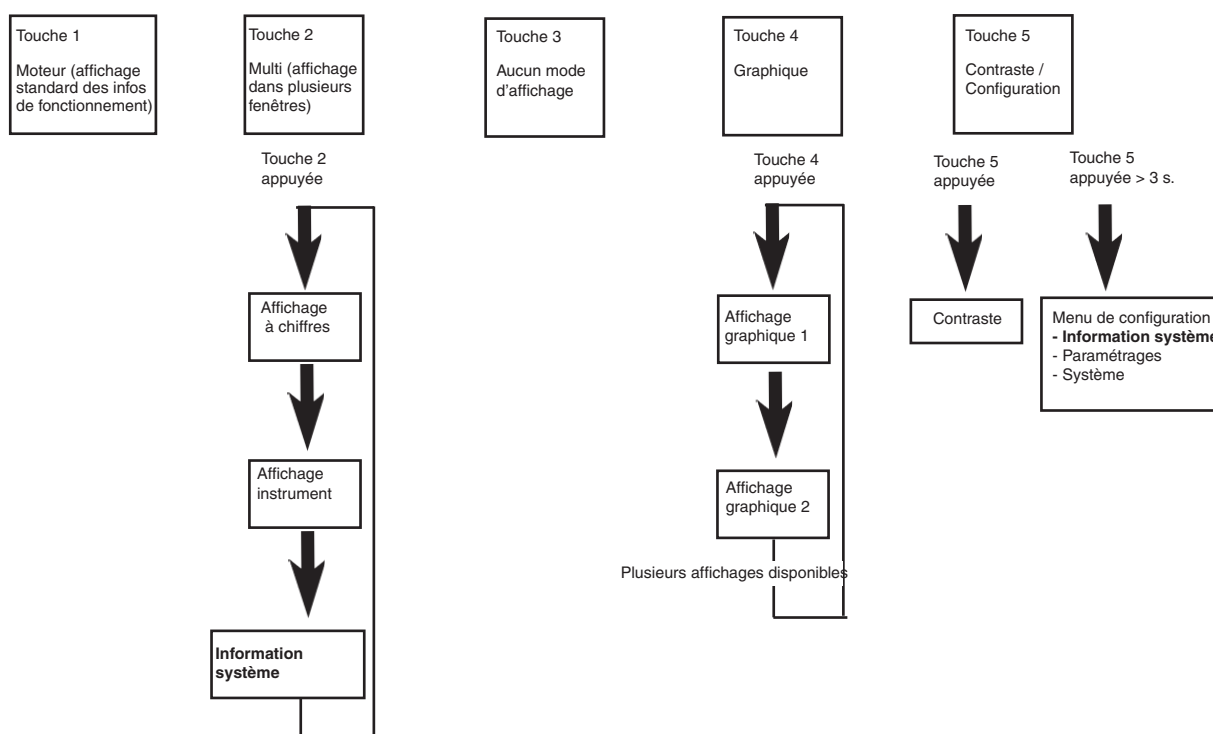 Touche 1
Moteur (affichage
standard des infos
de fonctionnement)
Touche 2
Multi (affichage
dans plusieurs
fenêtres)
Touche 3
Aucun mode
d'affichage
Touche 4
Graphique
Touche 5
Contraste /
Configuration
Touche 2
appuyée
Touche 4
appuyée
Touche 5
appuyée
Touche 5
appuyée > 3 s.
Affichage
à chiffres
Affichage
graphique 1
Contraste
Menu de configuration
- Information système
- Paramétrages
- Système
Affichage
instrument
Affichage
graphique 2
Plusieurs affichages disponibles
Information
système